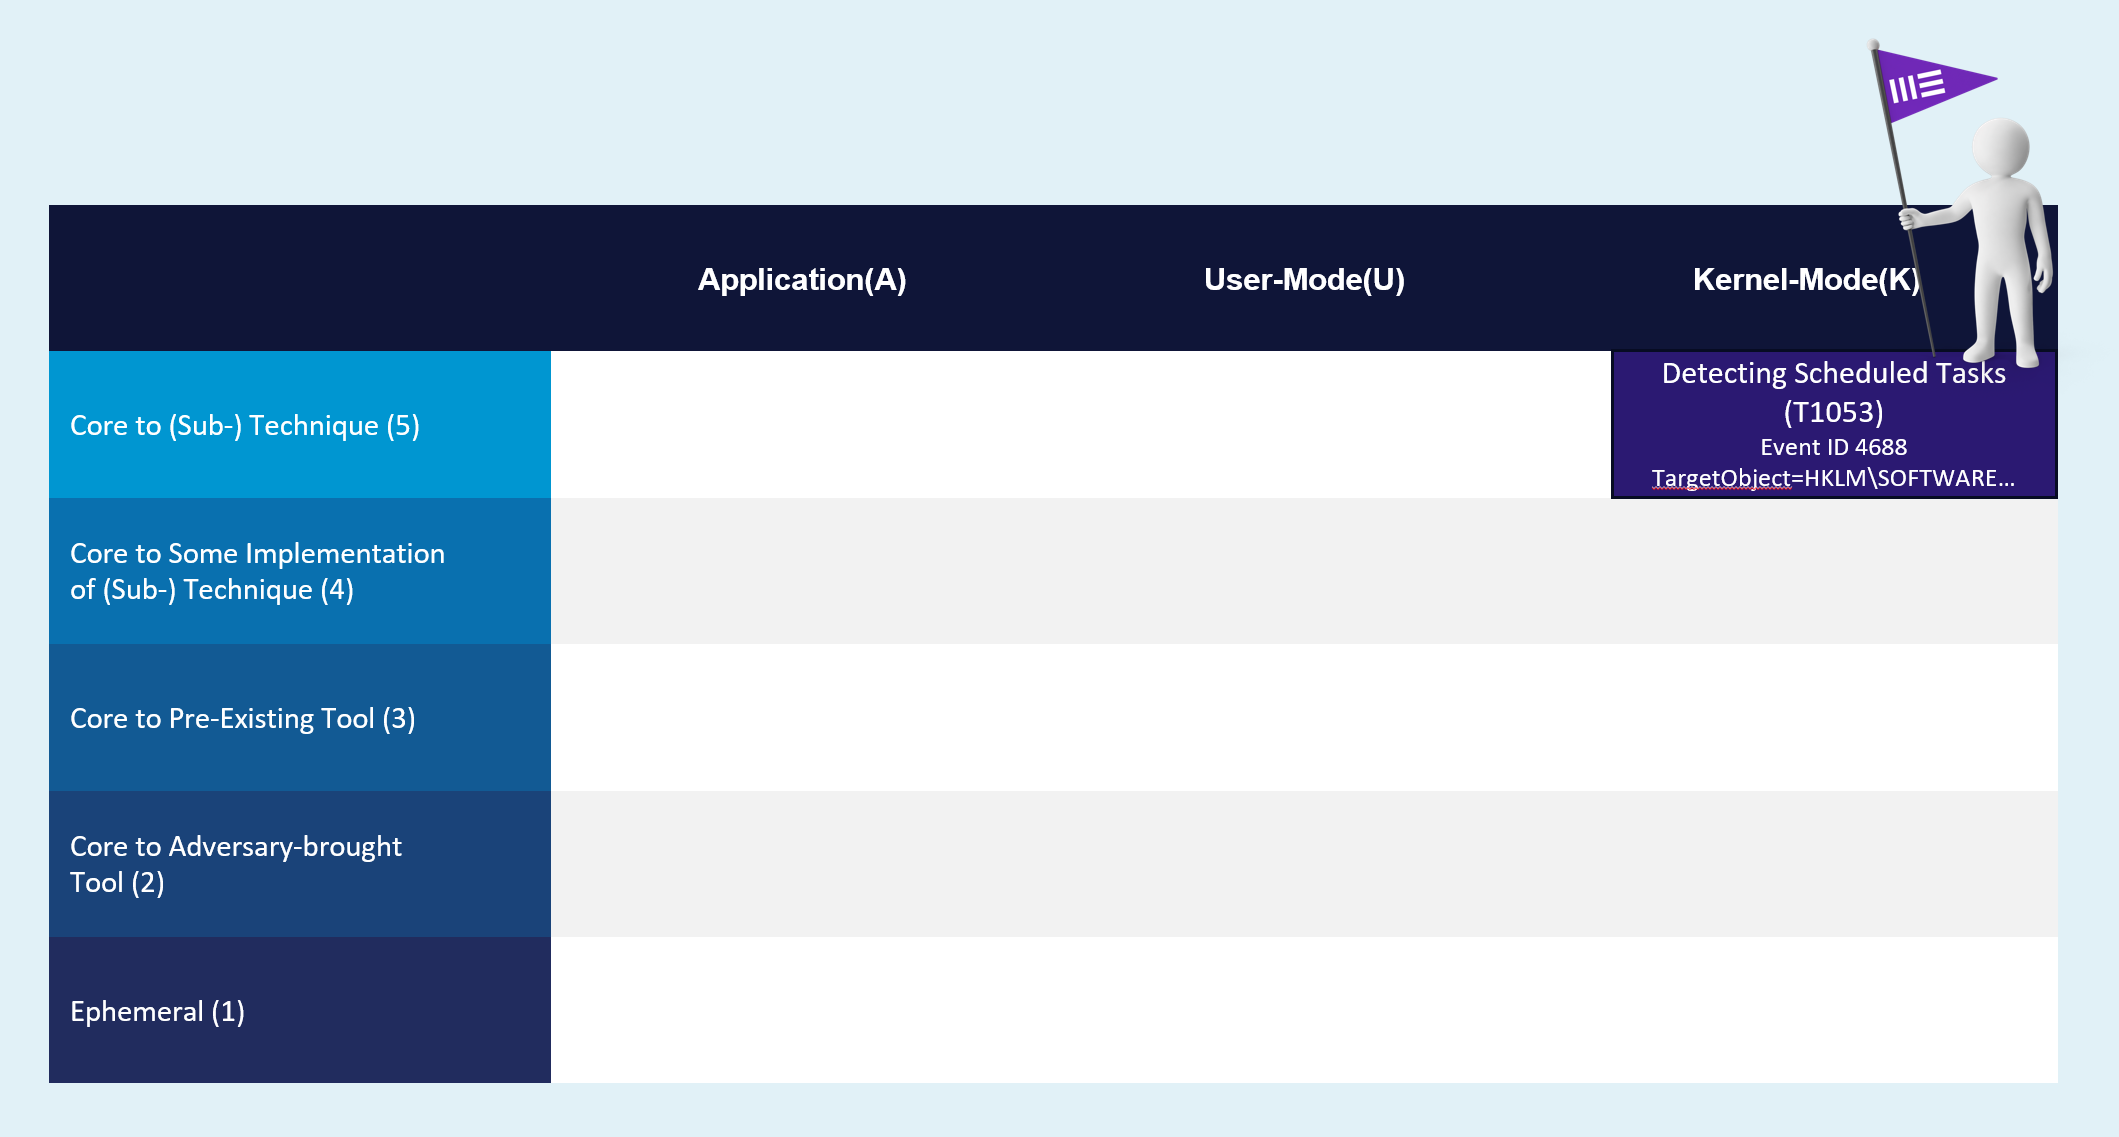 Application(A)
User-Mode(U)
Kernel-Mode(K)
Core to (Sub-) Technique (5)
Detecting Scheduled Tasks
(T1053)
Event ID 4688
TargetObject=HKLM\SOFTWARE...
Core to Some Implementation
of (Sub-) Technique (4)
Core to Pre-Existing Tool (3)
Core to Adversary-brought
Tool (2)
Ephemeral (1)